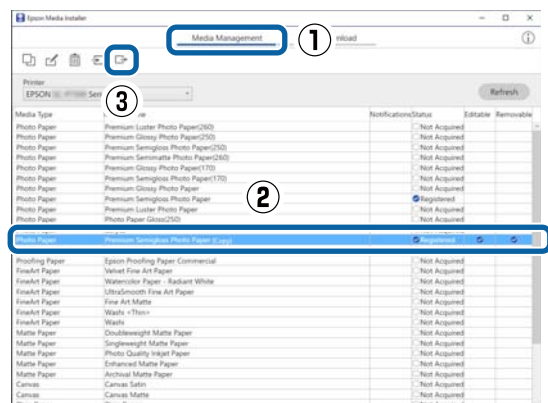 Epson Media Installer
Media Management ① nload
③
Printer
EPSON Seri Refresh
Media Type Notifications Status Editable Removable
Photo Paper Premium Luster Photo Paper(260) Not Acquired
Photo Paper Premium Glossy Photo Paper(250) Not Acquired
Photo Paper Premium Semigloss Photo Paper(250) Not Acquired
Photo Paper Premium Semimatte Photo Paper(260) Not Acquired
Photo Paper Premium Glossy Photo Paper(170) Not Acquired
Photo Paper Premium Semigloss Photo Paper(170) Not Acquired
Photo Paper Premium Glossy Photo Paper Not Acquired
Photo Paper Premium Semigloss Photo Paper Registered
Photo Paper Premium Luster Photo Paper Not Acquired
Photo Paper Photo Paper Gloss(250) Not Acquired
②
Photo Paper Premium Semigloss Photo Paper (Copy) Registered
Proofing Paper Epson Proofing Paper Commercial Not Acquired
FineArt Paper Velvet Fine Art Paper Not Acquired
FineArt Paper Watercolor Paper - Radiant White Not Acquired
FineArt Paper UltraSmooth Fine Art Paper Not Acquired
FineArt Paper Fine Art Matte Not Acquired
FineArt Paper Washi <Thin> Not Acquired
FineArt Paper Washi Not Acquired
Matte Paper Doubleweight Matte Paper Not Acquired
Matte Paper Singleweight Matte Paper Not Acquired
Matte Paper Photo Quality Inkjet Paper Not Acquired
Matte Paper Enhanced Matte Paper Not Acquired
Matte Paper Archival Matte Paper Not Acquired
Canvas Canvas Satin Not Acquired
Canvas Canvas Matte Not Acquired